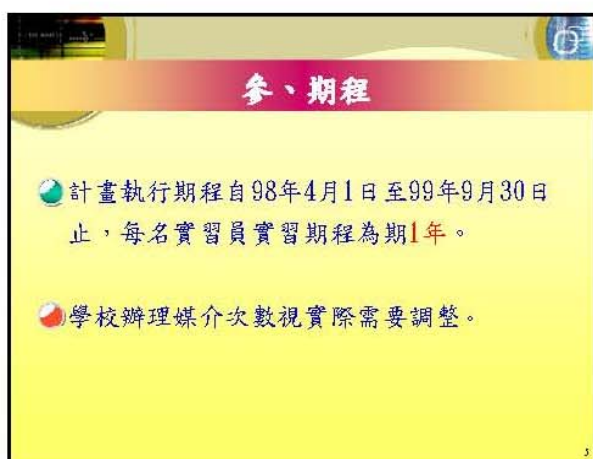 參、期程
計畫執行期程自98年4月1日至99年9月30日
止，每名實習員實習期程為期1年。
學校辦理媒介次數視實際需要調整。
5